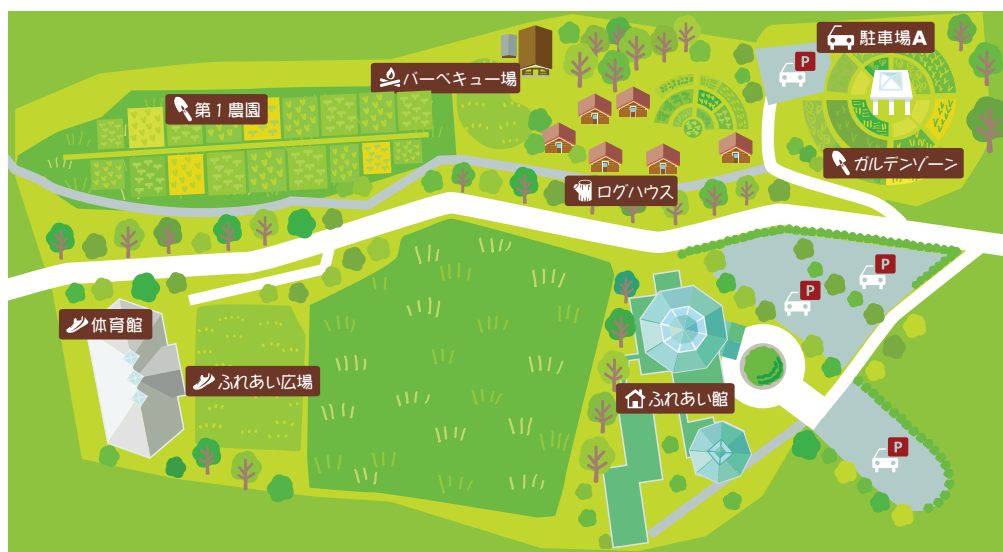 駐車場A
P
バーベキュー場
第1農園
ガルデンゾーン
ログハウス
P
P
体育館
ふれあい広場
ふれあい館
P